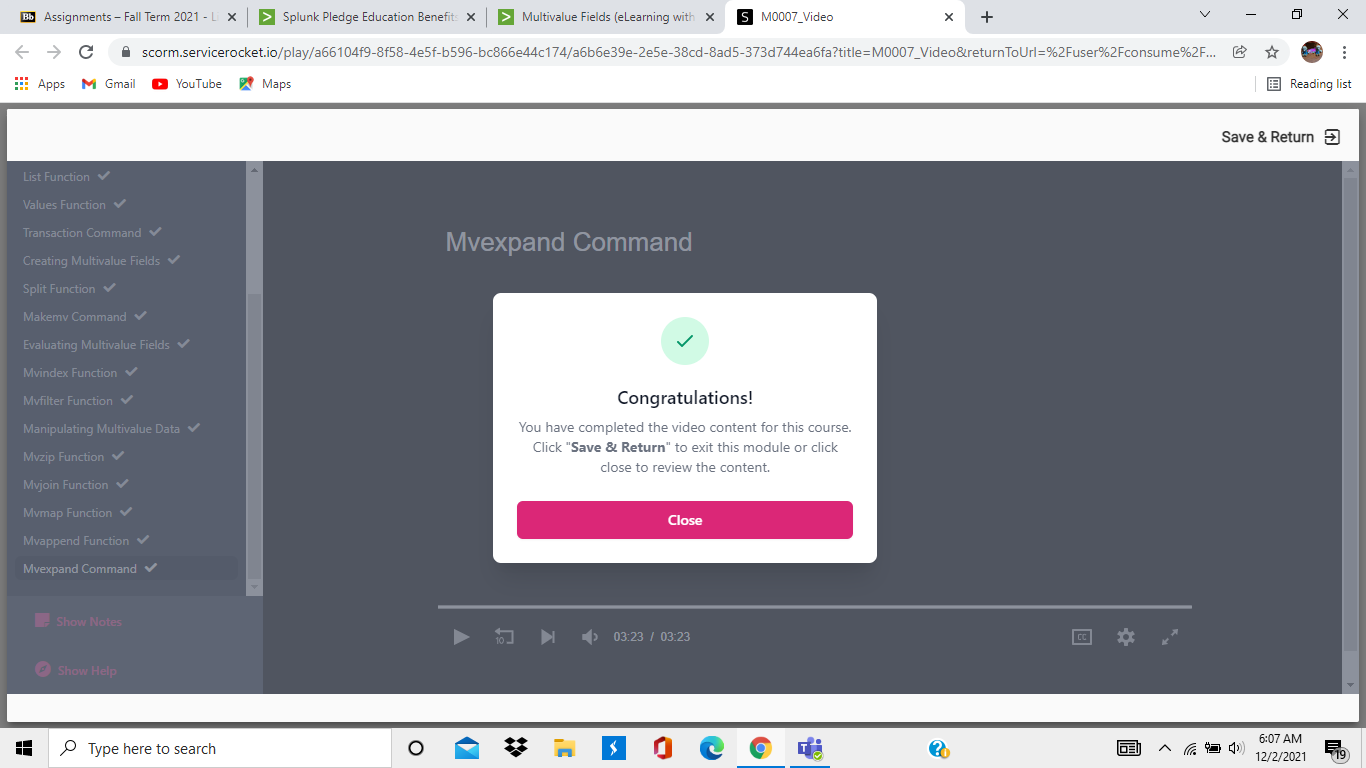 Bb Assignments – Fall Term 2021 - Li
Splunk Pledge Education Benefits
Multivalue Fields (eLearning with
S M0007_Video
scorm.servicerocket.io/play/a66104f9-8f58-4e5f-b596-bc866e44c174/a6b6e39e-2e5e-38cd-8ad5-373d744ea6fa?title=M0007_Video&returnToUrl=%2Fuser%2Fconsume%2F...
Apps Gmail YouTube Maps Reading list
Save & Return
List Function
Values Function
Transaction Command
Creating Multivalue Fields
Split Function
Makemv Command
Evaluating Multivalue Fields
Mvindex Function
Mvfilter Function
Manipulating Multivalue Data
Mvzip Function
Mvjoin Function
Mvmap Function
Mvappend Function
Mvexpand Command
Show Notes
Show Help
Mvexpand Command
Congratulations!
You have completed the video content for this course.
Click "Save & Return" to exit this module or click
close to review the content.
Close
10
03:23 / 03:23
CC
Type here to search
6:07 AM
12/2/2021
19